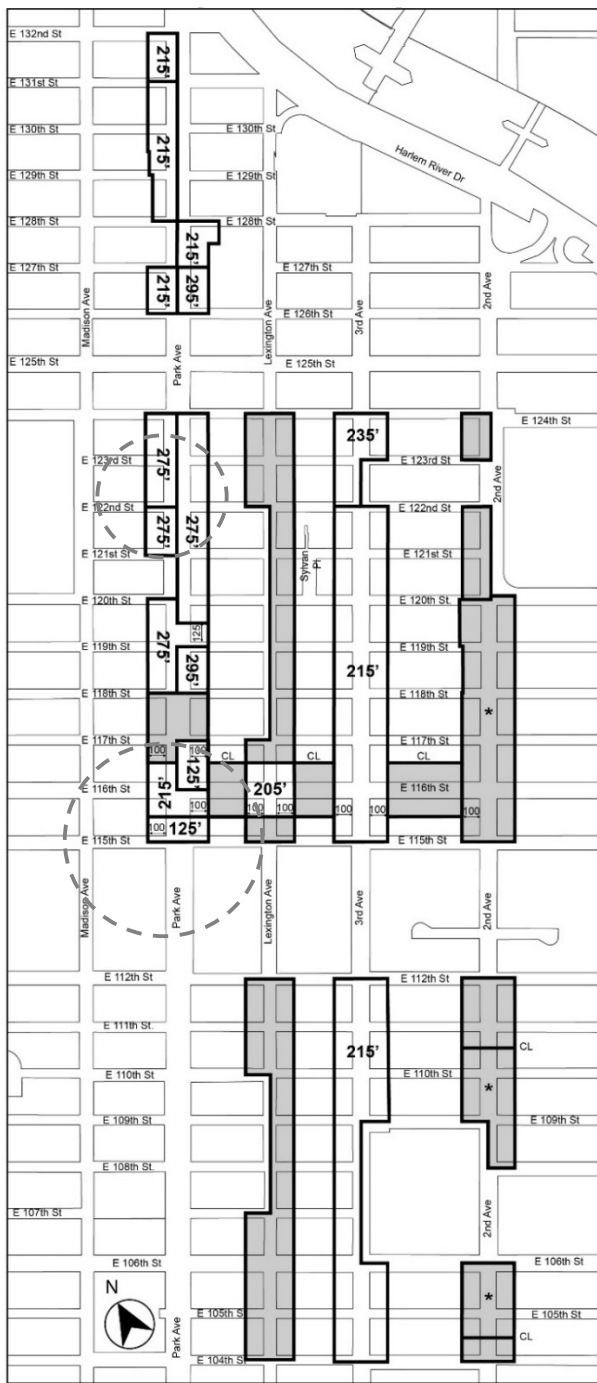 E 132nd St
215'
E 131st St
215'
E 130th St
E 130th St
Harlem River Dr
E 129th St
E 129th St
E 128th St
E 128th St
215'
E 127th St
E 127th St
215'
295'
Madison Ave
Lexington Ave
3rd Ave
2nd Ave
E 126th St
Park Ave
E 125th St
E 125th St
E 124th St
235'
E 123rd St
275'
E 123rd St
2nd Ave
E 122nd St
E 122nd St
275'
275'
E 121st St
E 121st St
Sylvan Pl
E 120th St
E 120th St.
125
275'
E 119th St
E 119th St
295'
215'
E 118th St
E 118th St
*
E 117th St
E 117th St
100
100
CL
CL
CL
125'
E 116th St
E 116th St
215'
205'
100
100
100
100
100
100
100
125'
E 115th St
E 115th St
Madison Ave
Park Ave
Lexington Ave
3rd Ave
2nd Ave
E 112th St
E 112th St
E 111th St.
215'
CL
E 110th St
E 110th St
*
E 109th St
E 109th St
E 108th St.
E 107th St
2nd Ave
E 106th St
E 106th St
N
*
E 105th S
E 105th St
Park Ave
CL
E 104th St